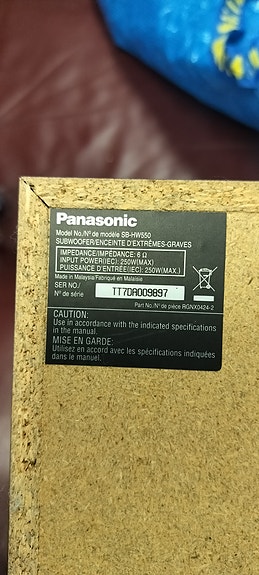 Panasonic
Model No./Nº de modèle SB-HW550
SUBWOOFER/ENCEINTE D'EXTRÊMES-GRAVES
IMPEDANCE/IMPÉDANCE: 6 Ω
INPUT POWER(IEC): 250W(MAX)
PUISSANCE D'ENTRÉE(IEC): 250W(MAX.)
Made in Malaysia/Fabriqué en Malaisie
SER NO./
Nº de série
TT7DA009897
Part No./Nº de pièce RGNX0424-2
CAUTION:
Use in accordance with the indicated specifications
in the manual.
MISE EN GARDE:
Utilisez en accord avec les spécifications indiquées
dans le manuel.